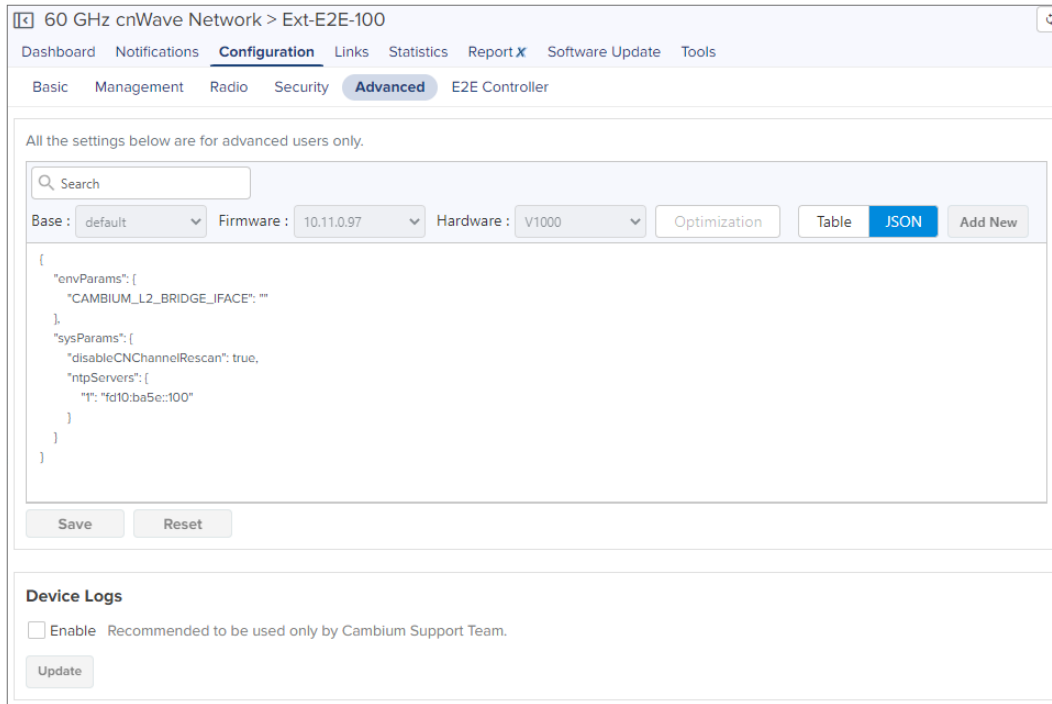 60 GHz cnWave Network > Ext-E2E-100
Dashboard Notifications Configuration Links Statistics Report X Software Update Tools
Basic Management Radio Security Advanced E2E Controller
All the settings below are for advanced users only.
Search
Base : default Firmware : 10.11.0.97 Hardware : V1000 Optimization Table JSON Add New
{
"envParams": {
"CAMBIUM_L2_BRIDGE_IFACE": ""
},
"sysParams": {
"disableCNChannelRescan": true,
"ntpServers": {
"1": "fd10:ba5e::100"
}
}
}
Save Reset
Device Logs
Enable Recommended to be used only by Cambium Support Team.
Update